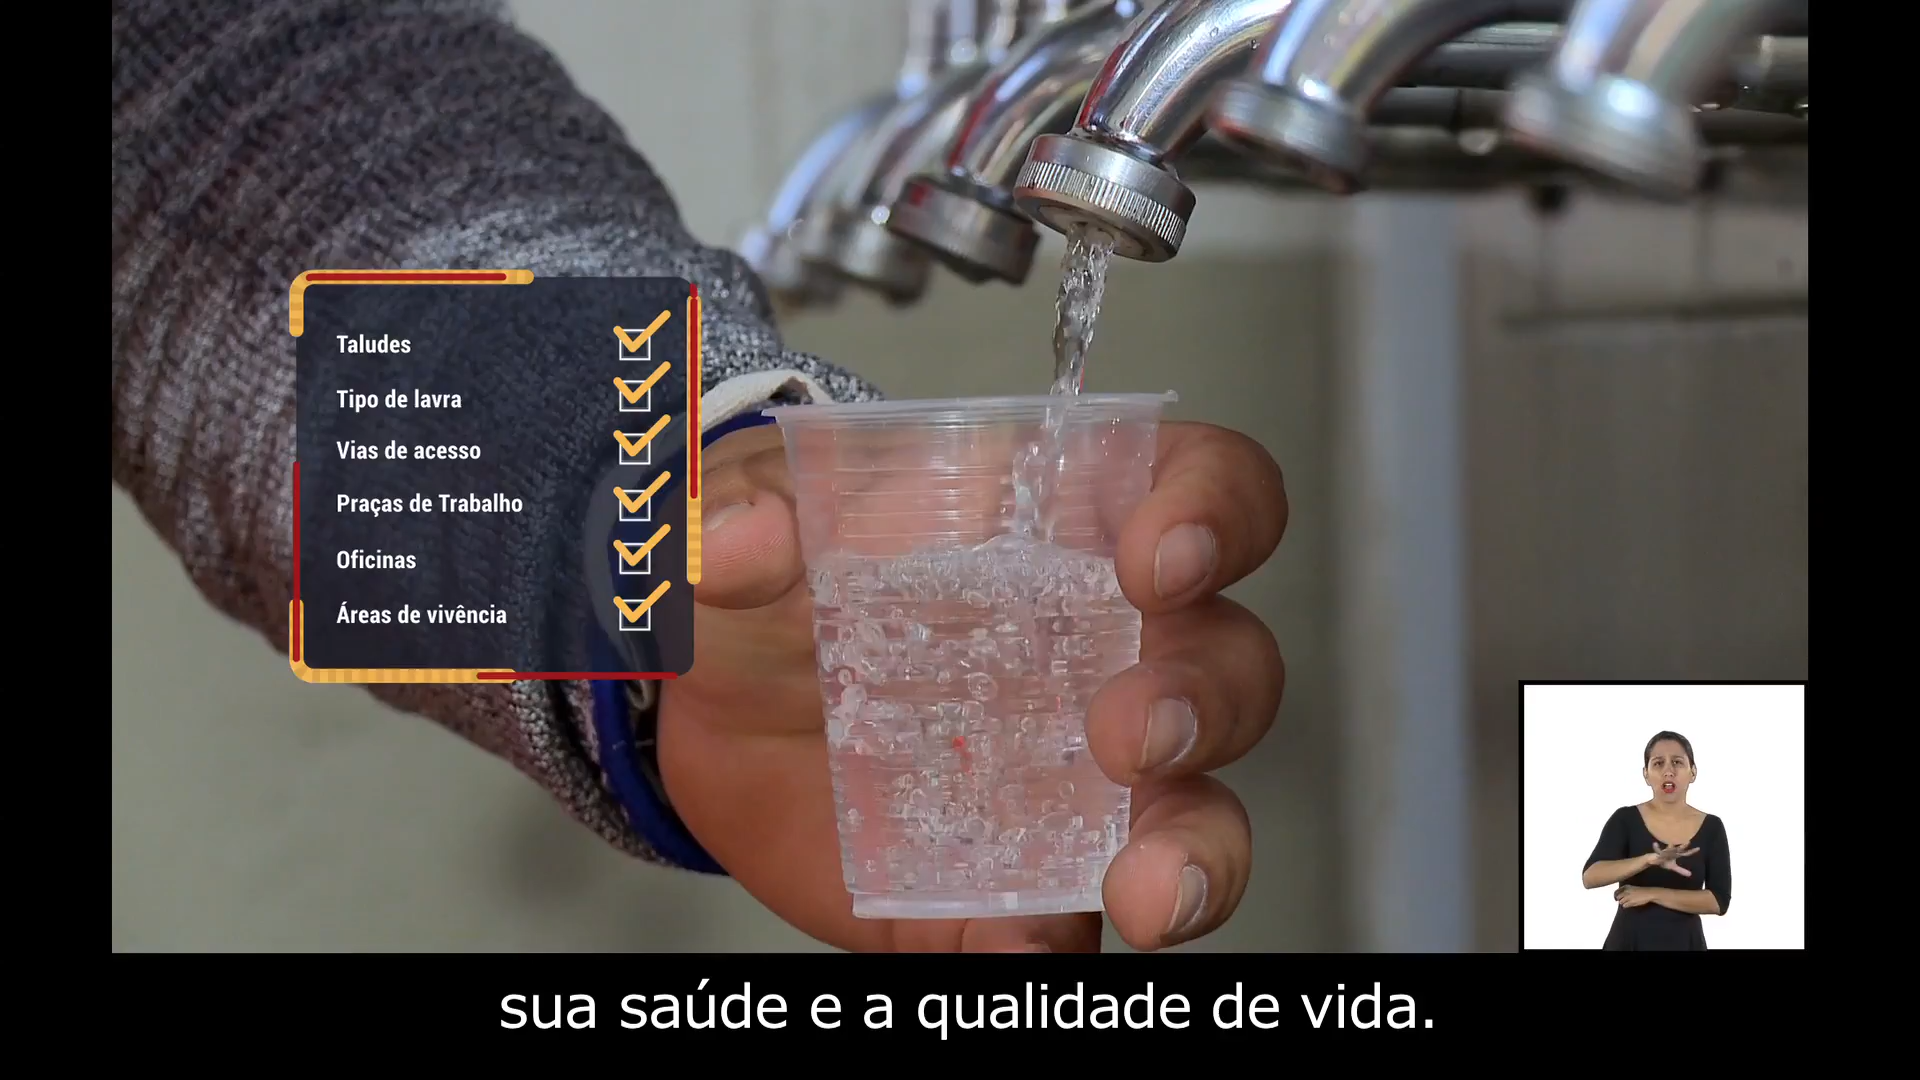 Taludes
Tipo de lavra
Vias de acesso
Praças de Trabalho
Oficinas
Áreas de vivência
sua saúde e a qualidade de vida.